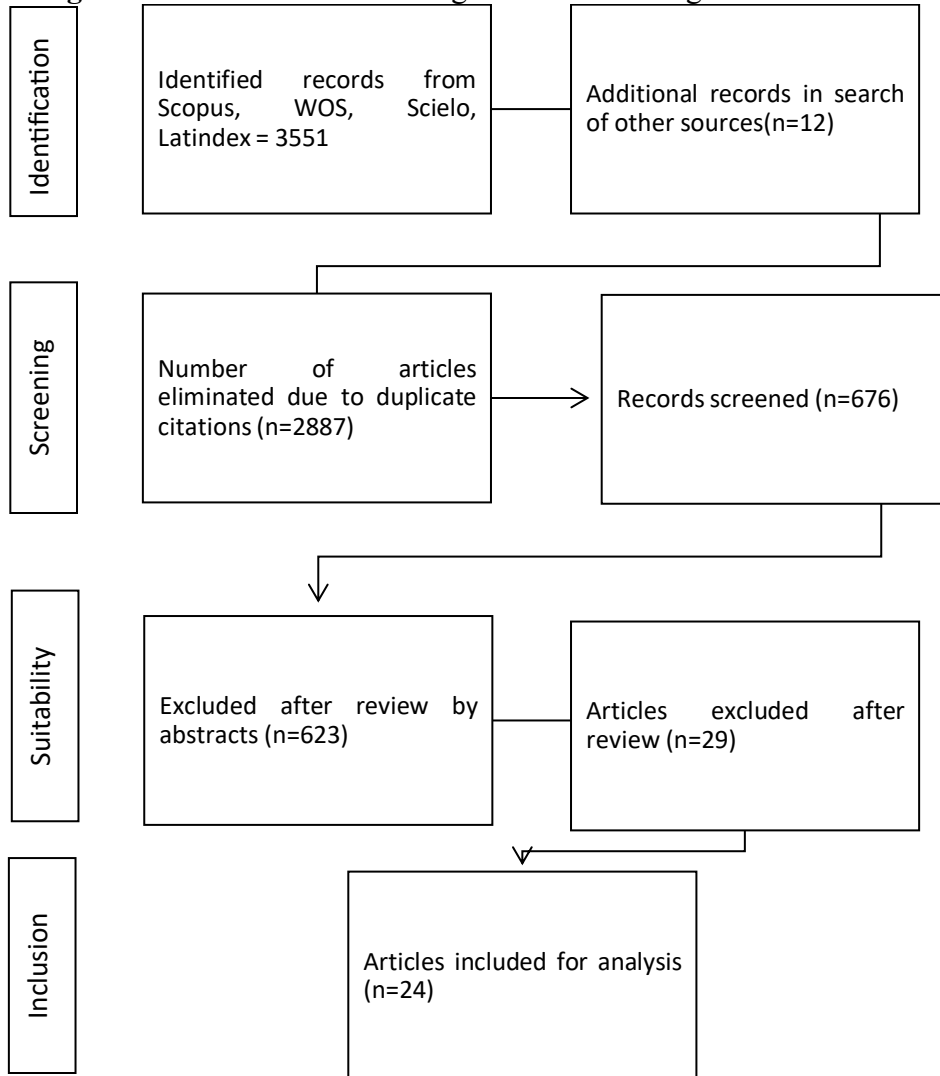 Identification
Identified records from
Scopus, WOS, Scielo,
Latindex = 3551
Additional records in search
of other sources(n=12)
Screening
Number of articles
eliminated due to duplicate
citations (n=2887)
Records screened (n=676)
Suitability
Excluded after review by
abstracts (n=623)
Articles excluded after
review (n=29)
Inclusion
Articles included for analysis
(n=24)